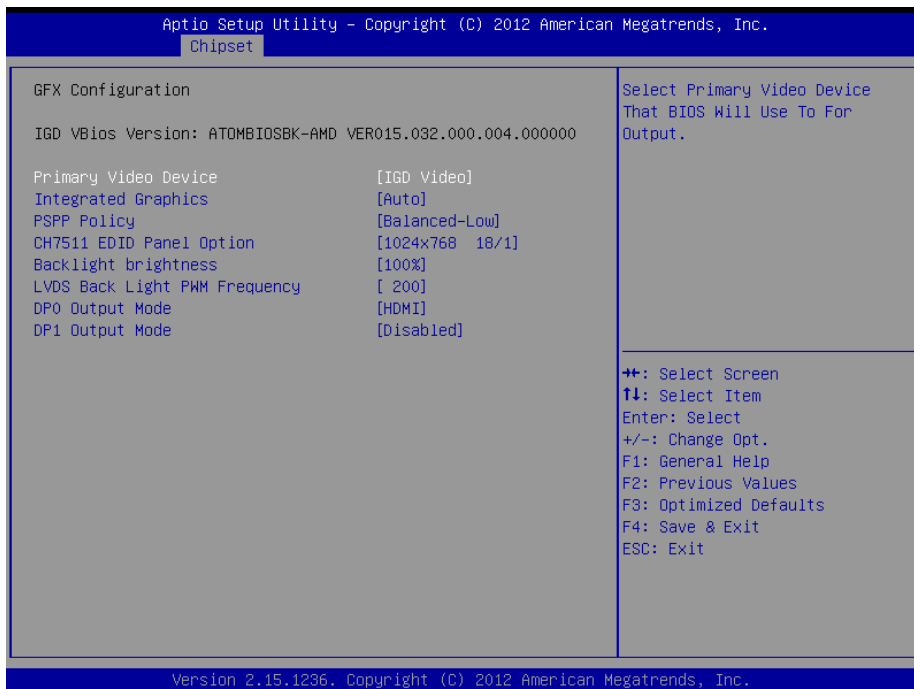 Aptio Setup Utility – Copyright (C) 2012 American Megatrends, Inc.
Chipset
GFX Configuration
IGD VBios Version: ATOMBIOSBK-AMD VER015.032.000.004.000000
Primary Video Device [IGD Video]
Integrated Graphics [Auto]
PSPP Policy [Balanced-Low]
CH7511 EDID Panel Option [1024x768 18/1]
Backlight brightness [100%]
LVDS Back Light PWM Frequency [ 200]
DP0 Output Mode [HDMI]
DP1 Output Mode [Disabled]
Select Primary Video Device
That BIOS Will Use To For
Output.
→←: Select Screen
↑↓: Select Item
Enter: Select
+/-: Change Opt.
F1: General Help
F2: Previous Values
F3: Optimized Defaults
F4: Save & Exit
ESC: Exit
Version 2.15.1236. Copyright (C) 2012 American Megatrends, Inc.